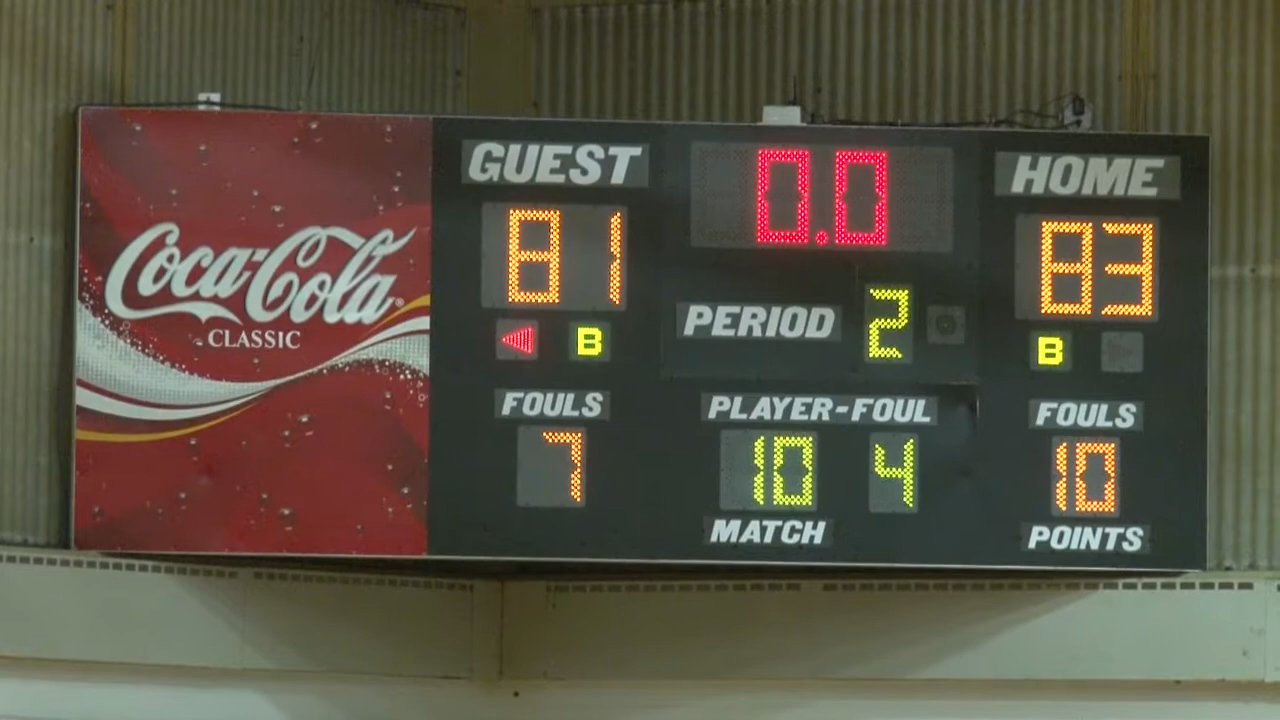 Coca-Cola®
CLASSIC
GUEST
0.0
HOME
81
83
PERIOD 2
B
B
FOULS
PLAYER-FOUL
FOULS
7
10 4
10
MATCH
POINTS